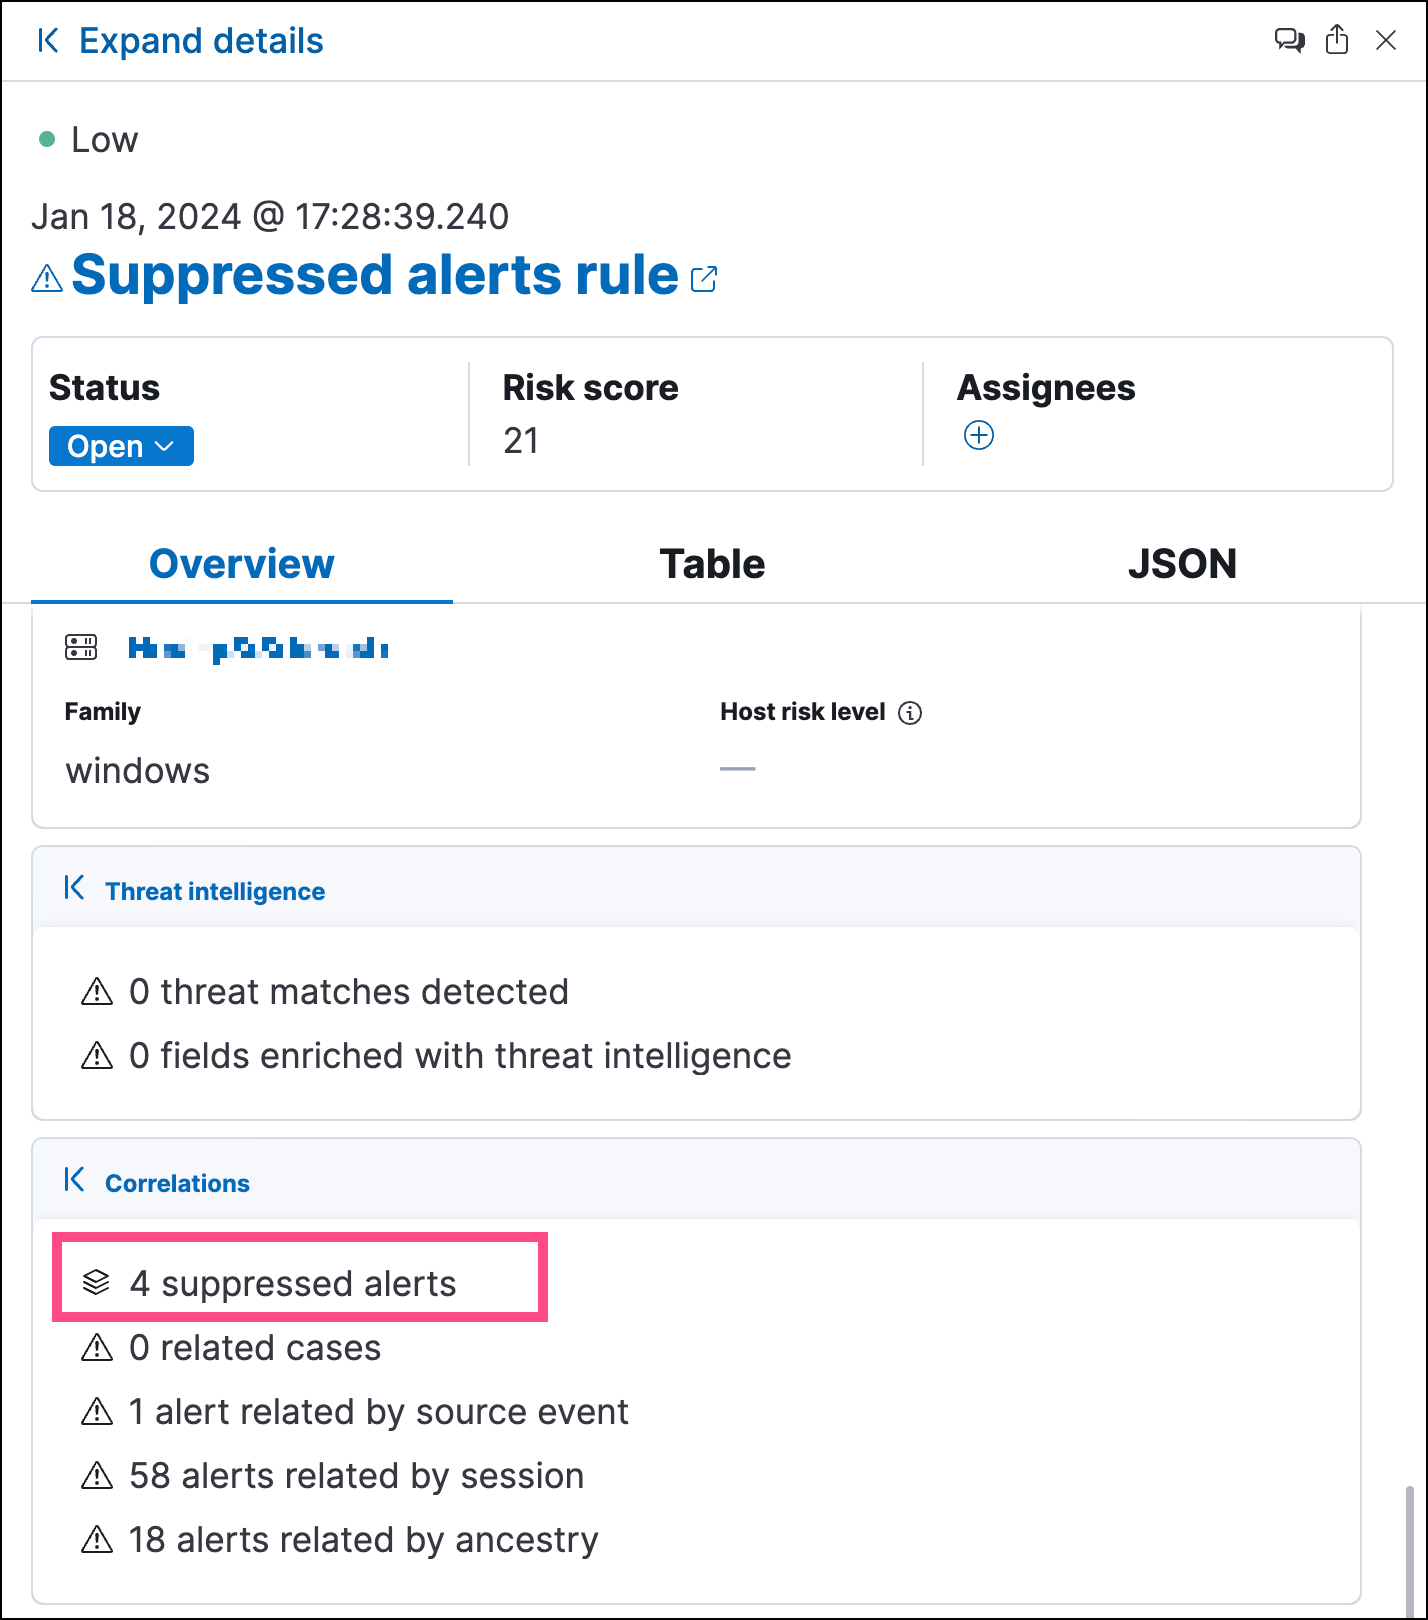 Expand details
Low
Jan 18, 2024 @ 17:28:39.240
Suppressed alerts rule
Status
Risk score
Assignees
Open
21
Overview
Table
JSON
Family
Host risk level
windows
—
Threat intelligence
0 threat matches detected
0 fields enriched with threat intelligence
Correlations
4 suppressed alerts
0 related cases
1 alert related by source event
58 alerts related by session
18 alerts related by ancestry